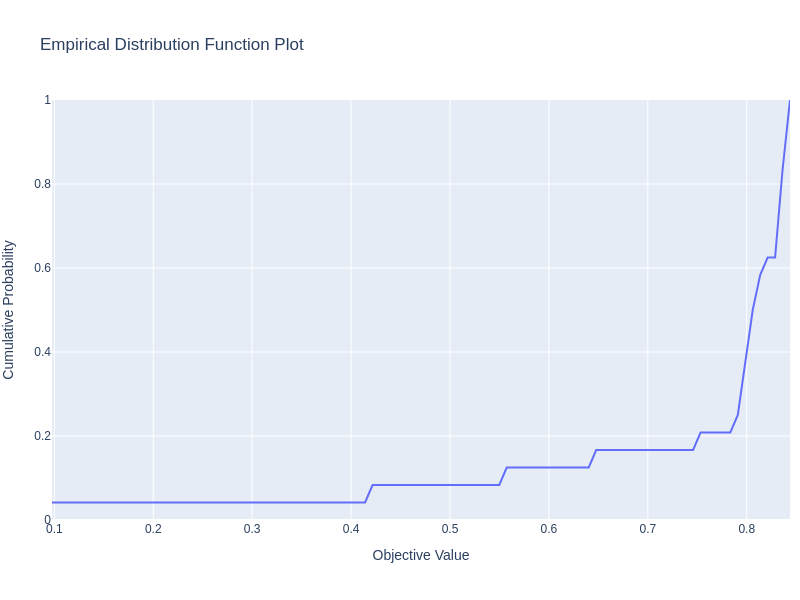 Empirical Distribution Function Plot
Cumulative Probability
1
0.8
0.6
0.4
0.2
0
0.1 0.2 0.3 0.4 0.5 0.6 0.7 0.8
Objective Value